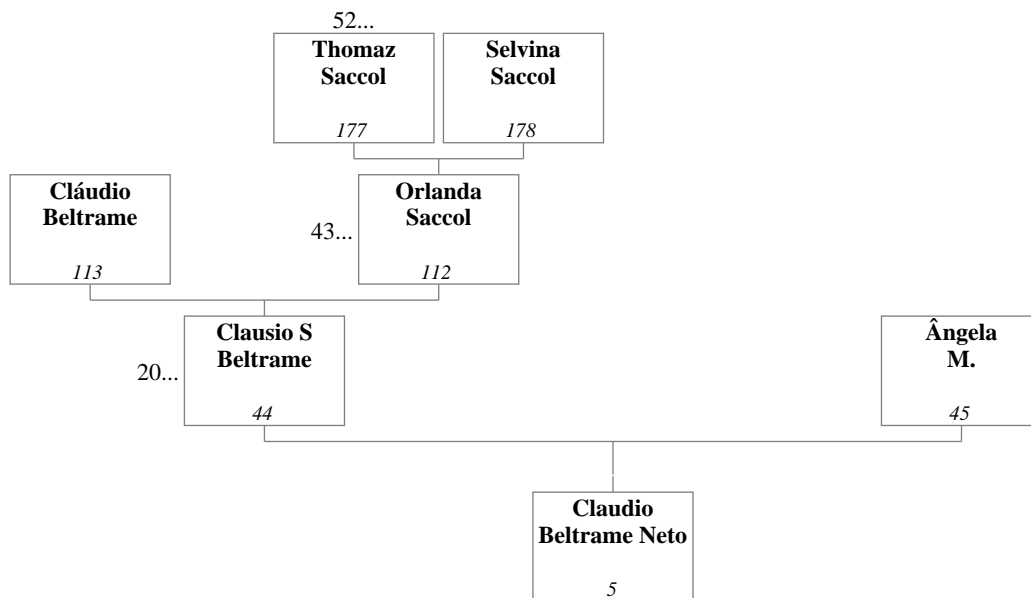 52...
Thomaz
Saccol
177
Selvina
Saccol
178
Cláudio
Beltrame
113
43...
Orlanda
Saccol
112
20...
Clausio S
Beltrame
44
Ângela
M.
45
Claudio
Beltrame Neto
5